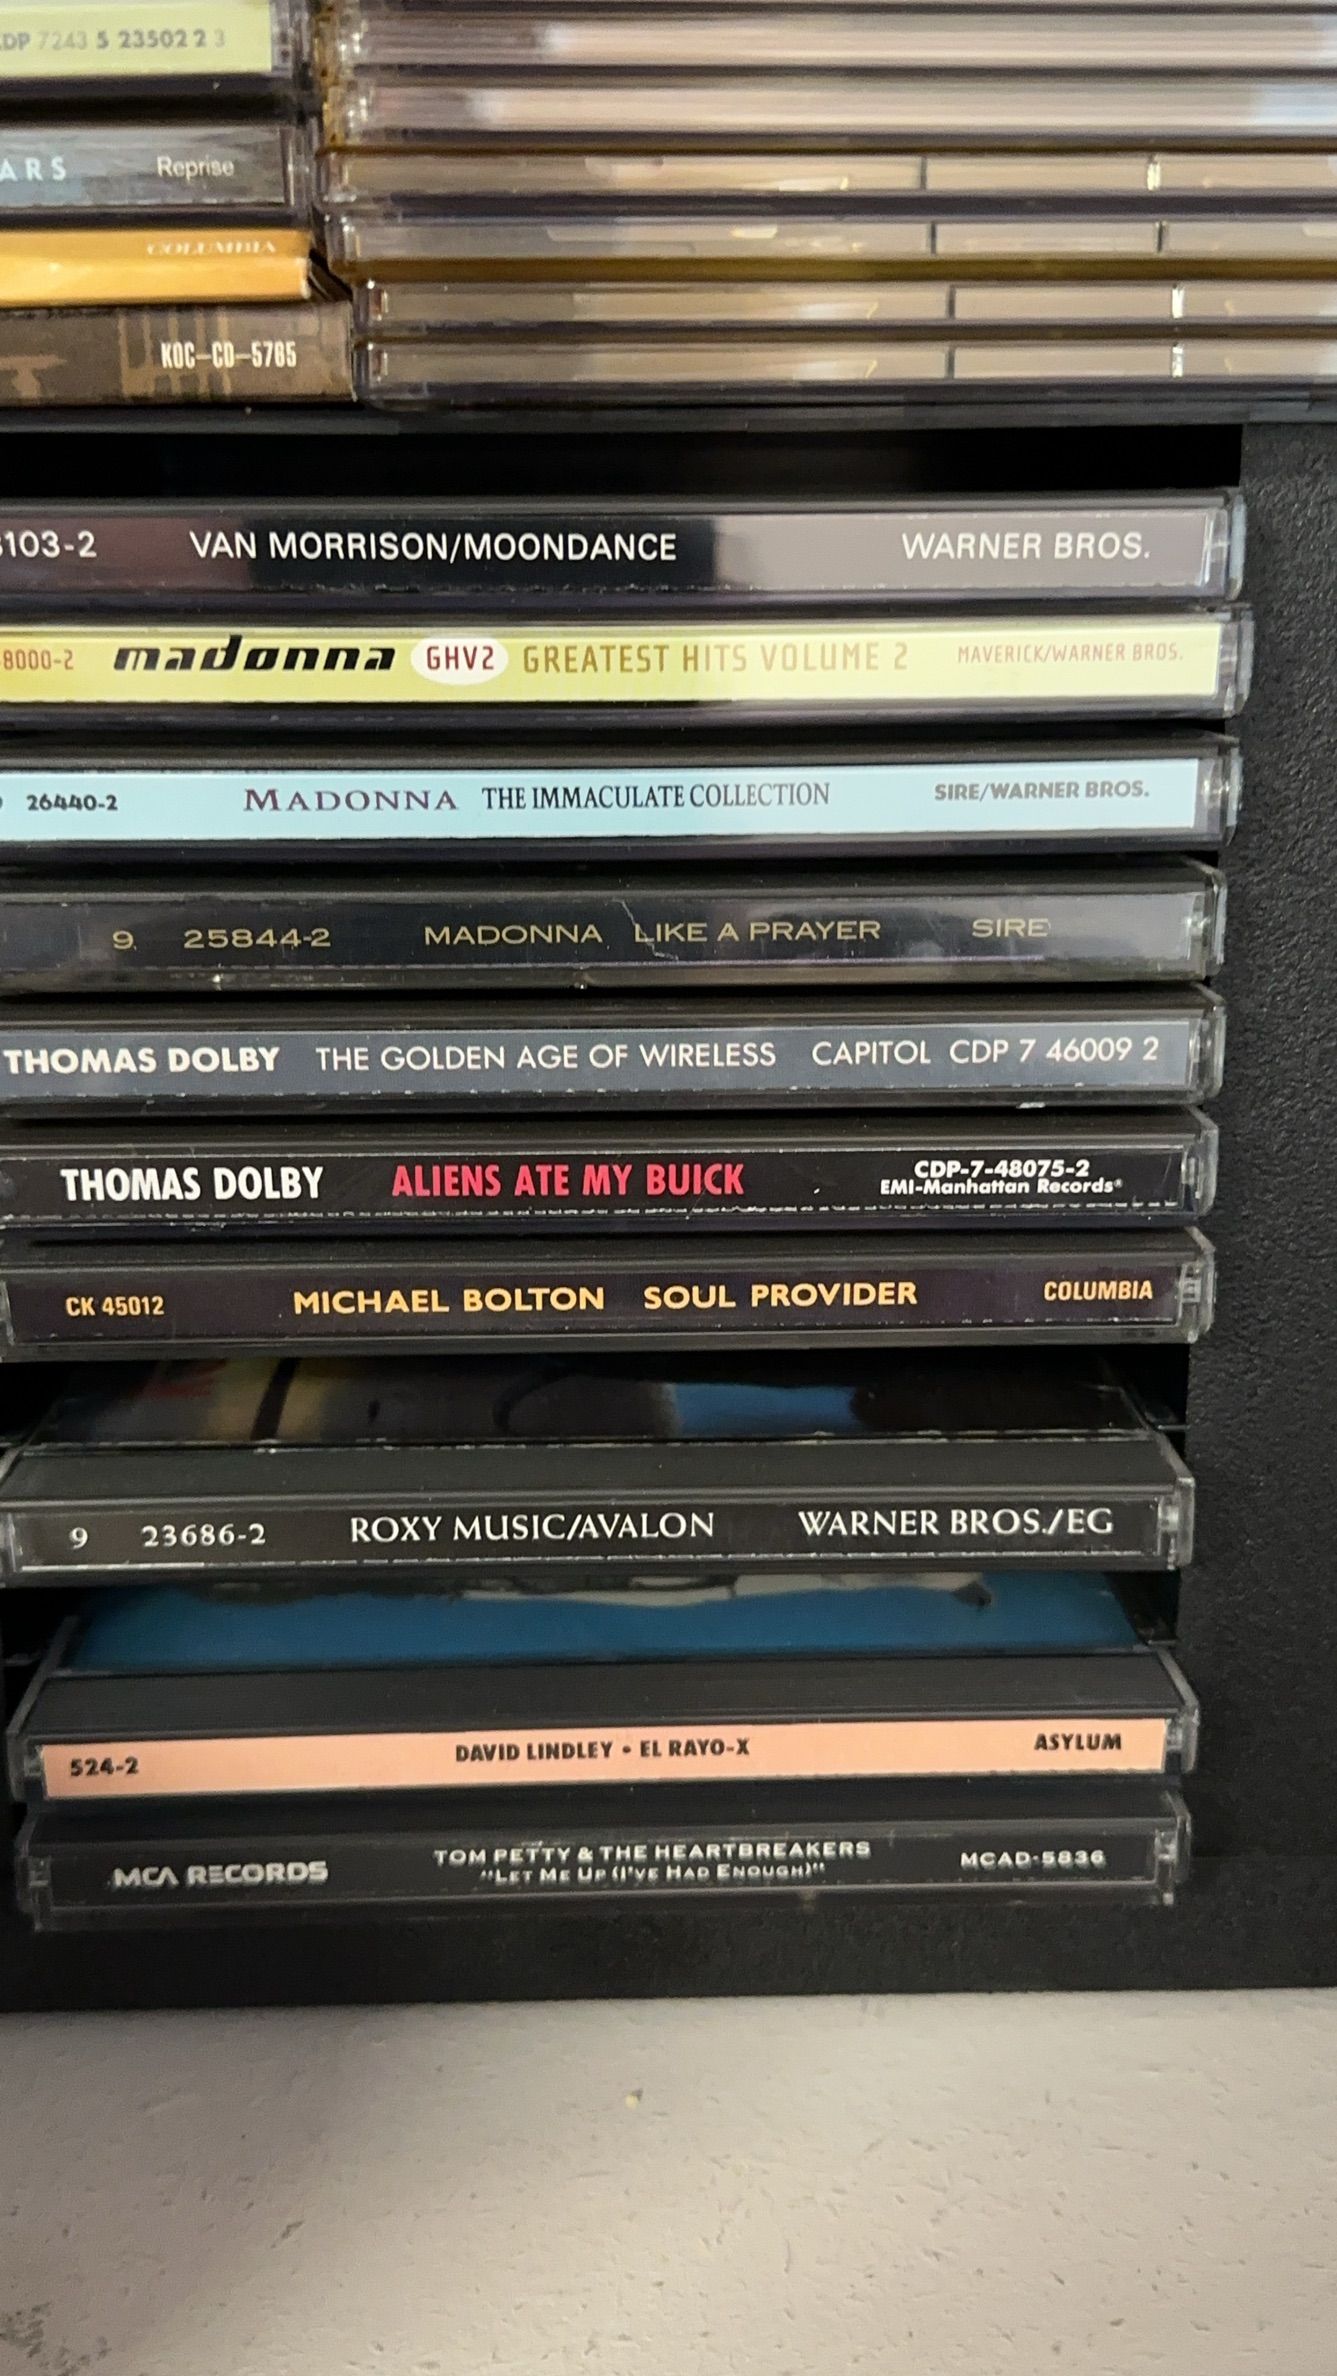 CDP 7243 5 23502 2 3
ARS Reprise
COLUMBIA
KOC-CD-5785
3103-2 VAN MORRISON/MOONDANCE WARNER BROS.
8000-2 madonna GHV2 GREATEST HITS VOLUME 2 MAVERICK/WARNER BROS.
26440-2 MADONNA THE IMMACULATE COLLECTION SIRE/WARNER BROS.
9 25844-2 MADONNA LIKE A PRAYER SIRE
THOMAS DOLBY THE GOLDEN AGE OF WIRELESS CAPITOL CDP 7 46009 2
THOMAS DOLBY ALIENS ATE MY BUICK CDP-7-48075-2
EMI-Manhattan Records®
CK 45012 MICHAEL BOLTON SOUL PROVIDER COLUMBIA
9 23686-2 ROXY MUSIC/AVALON WARNER BROS./EG
524-2 DAVID LINDLEY • EL RAYO-X ASYLUM
MCA RECORDS TOM PETTY & THE HEARTBREAKERS MCAD-5836
"LET ME UP (I'VE HAD ENOUGH)"